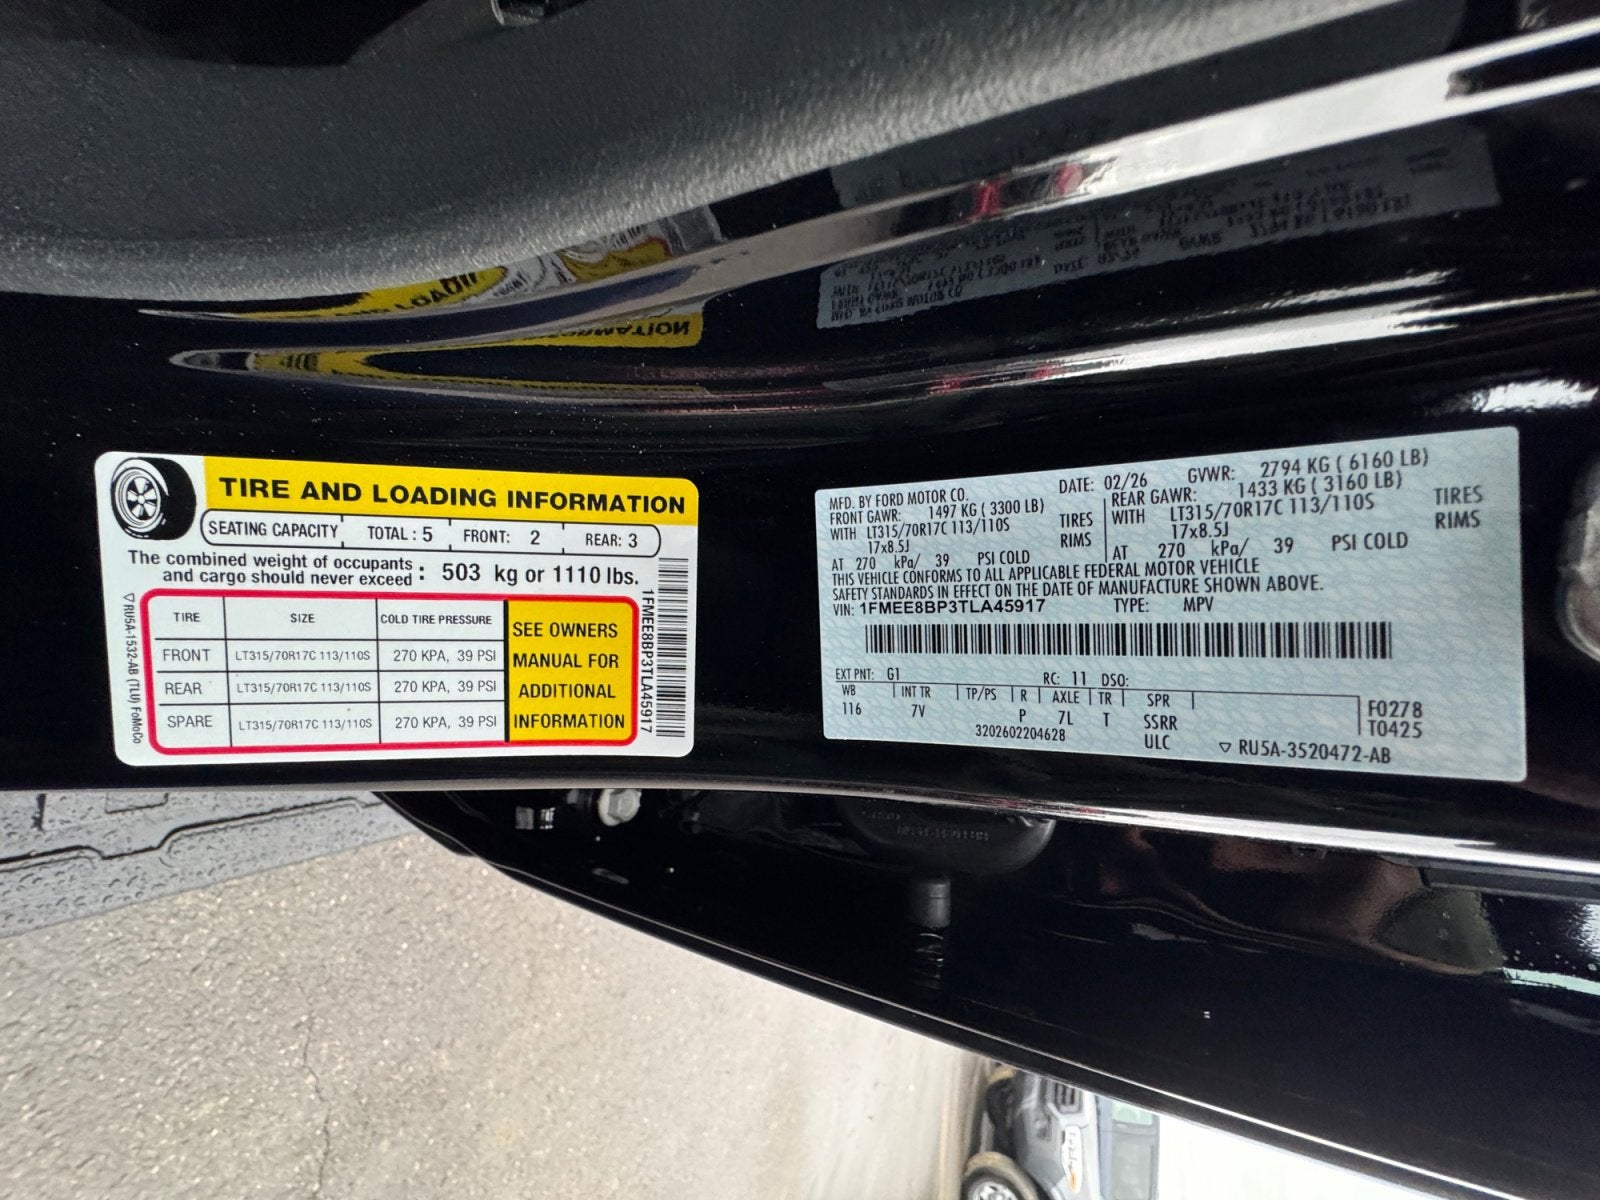 TIRE AND LOADING INFORMATION
SEATING CAPACITY TOTAL : 5 FRONT: 2 REAR: 3
The combined weight of occupants
and cargo should never exceed : 503 kg or 1110 lbs.
TIRE SIZE COLD TIRE PRESSURE
FRONT LT315/70R17C 113/110S 270 KPA, 39 PSI
REAR LT315/70R17C 113/110S 270 KPA, 39 PSI
SPARE LT315/70R17C 113/110S 270 KPA, 39 PSI
SEE OWNERS
MANUAL FOR
ADDITIONAL
INFORMATION
▽RU5A-1532-AB (TLU) FoMoCo
1FMEE8BP3TLA45917
MFD. BY FORD MOTOR CO. DATE: 02/26 GVWR: 2794 KG ( 6160 LB)
FRONT GAWR: 1497 KG ( 3300 LB) REAR GAWR: 1433 KG ( 3160 LB)
WITH LT315/70R17C 113/110S TIRES WITH LT315/70R17C 113/110S TIRES
17x8.5J RIMS 17x8.5J RIMS
AT 270 kPa/ 39 PSI COLD AT 270 kPa/ 39 PSI COLD
THIS VEHICLE CONFORMS TO ALL APPLICABLE FEDERAL MOTOR VEHICLE
SAFETY STANDARDS IN EFFECT ON THE DATE OF MANUFACTURE SHOWN ABOVE.
VIN: 1FMEE8BP3TLA45917 TYPE: MPV
EXT PNT: G1 RC: 11 DSO:
WB INT TR TP/PS R AXLE TR SPR
116 7V P 7L T SSRR F0278
3202602204628 ULC T0425
▽ RU5A-3520472-AB